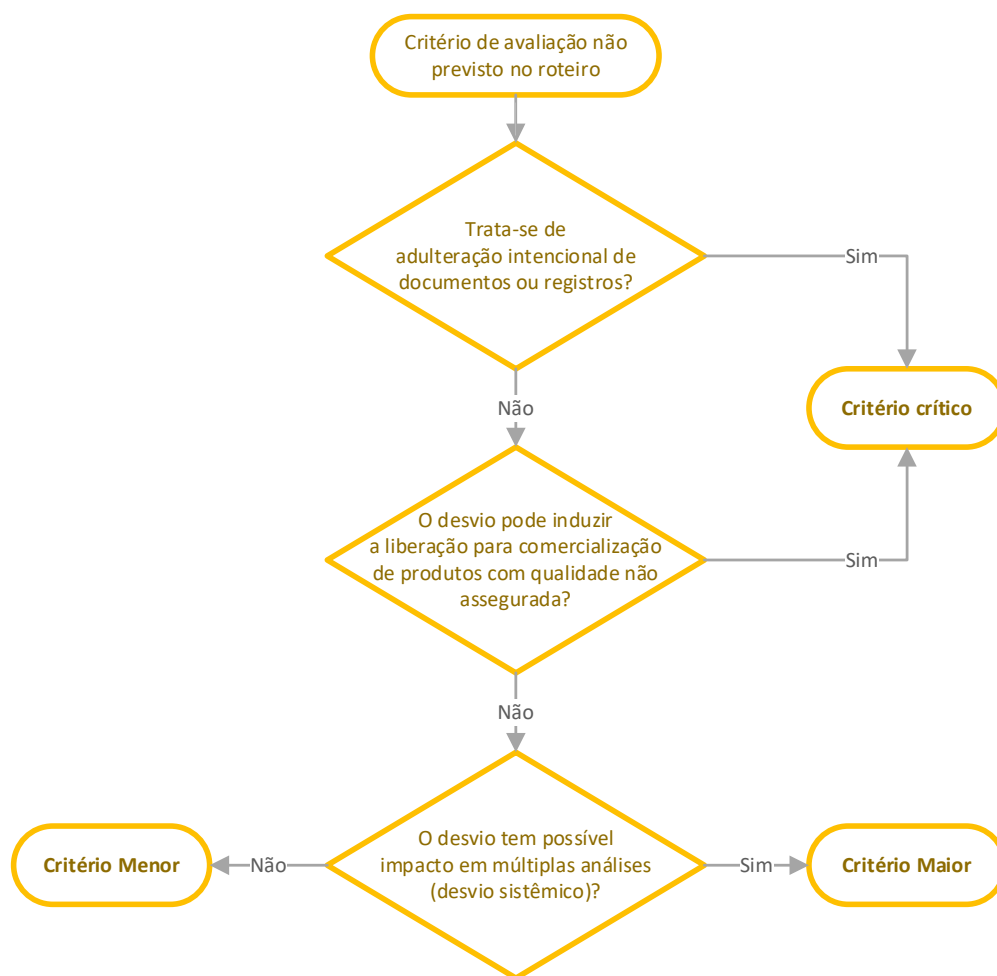 Critério de avaliação não
previsto no roteiro
Trata-se de
adulteração intencional de
documentos ou registros?
Sim
Não
Critério crítico
O desvio pode induzir
a liberação para comercialização
de produtos com qualidade não
assegurada?
Sim
Não
Critério Menor
Não
O desvio tem possível
impacto em múltiplas análises
(desvio sistêmico)?
Sim
Critério Maior